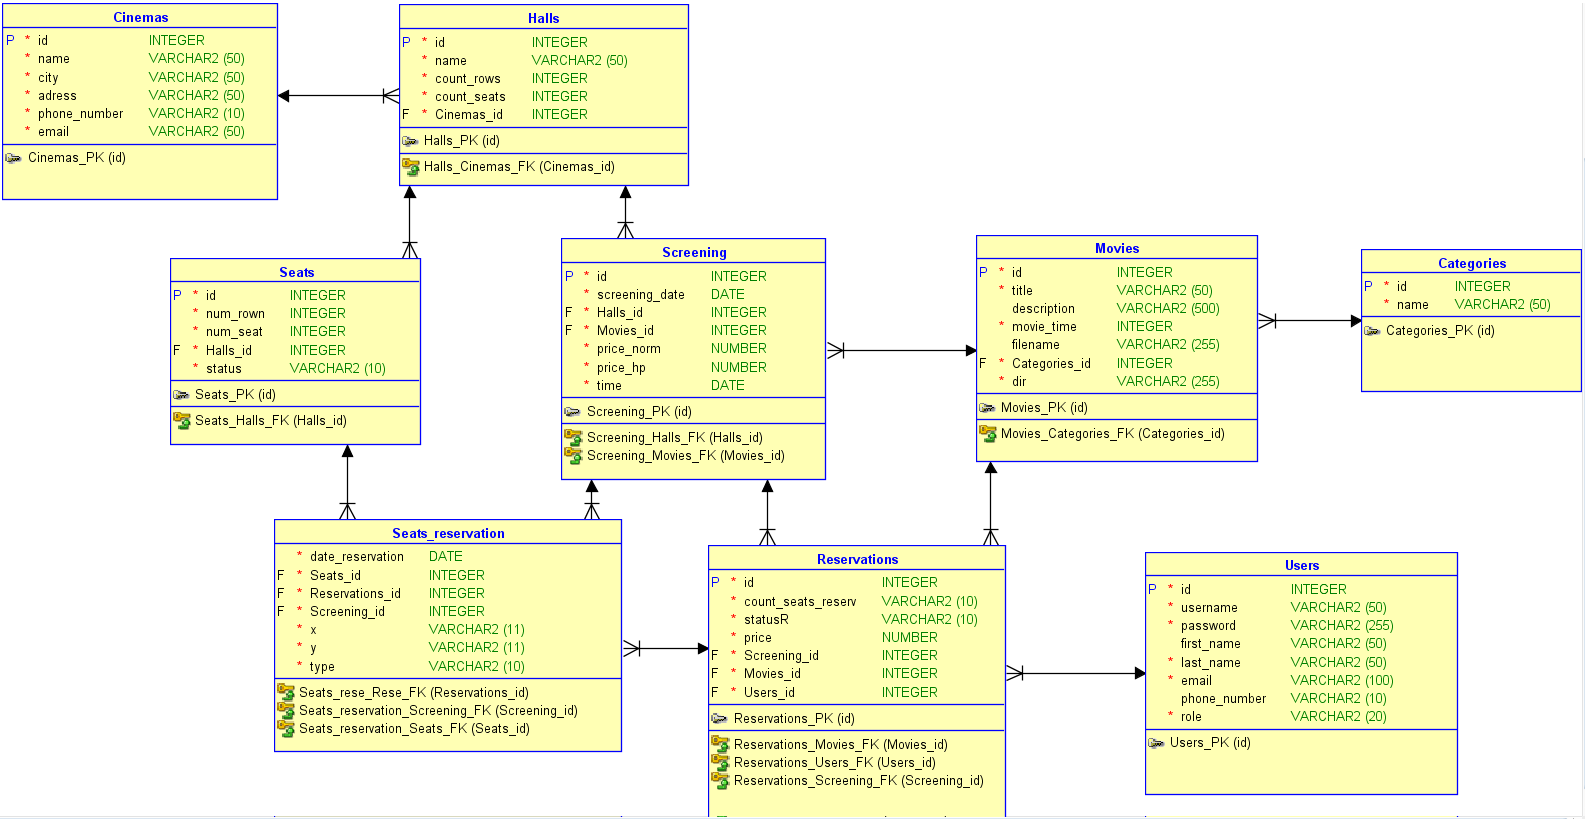 Cinemas
P * id INTEGER
* name VARCHAR2 (50)
* city VARCHAR2 (50)
* adress VARCHAR2 (50)
* phone_number VARCHAR2 (10)
* email VARCHAR2 (50)
Cinemas_PK (id)
Halls
P * id INTEGER
* name VARCHAR2 (50)
* count_rows INTEGER
* count_seats INTEGER
F * Cinemas_id INTEGER
Halls_PK (id)
Halls_Cinemas_FK (Cinemas_id)
Seats
P * id INTEGER
* num_rown INTEGER
* num_seat INTEGER
F * Halls_id INTEGER
* status VARCHAR2 (10)
Seats_PK (id)
Seats_Halls_FK (Halls_id)
Screening
P * id INTEGER
* screening_date DATE
F * Halls_id INTEGER
F * Movies_id INTEGER
* price_norm NUMBER
* price_hp NUMBER
* time DATE
Screening_PK (id)
Screening_Halls_FK (Halls_id)
Screening_Movies_FK (Movies_id)
Movies
P * id INTEGER
* title VARCHAR2 (50)
description VARCHAR2 (500)
* movie_time INTEGER
filename VARCHAR2 (255)
F * Categories_id INTEGER
* dir VARCHAR2 (255)
Movies_PK (id)
Movies_Categories_FK (Categories_id)
Categories
P * id INTEGER
* name VARCHAR2 (50)
Categories_PK (id)
Seats_reservation
* date_reservation DATE
F * Seats_id INTEGER
F * Reservations_id INTEGER
F * Screening_id INTEGER
* x VARCHAR2 (11)
* y VARCHAR2 (11)
* type VARCHAR2 (10)
Seats_rese_Rese_FK (Reservations_id)
Seats_reservation_Screening_FK (Screening_id)
Seats_reservation_Seats_FK (Seats_id)
Reservations
P * id INTEGER
* count_seats_reserv VARCHAR2 (10)
* statusR VARCHAR2 (10)
* price NUMBER
F * Screening_id INTEGER
F * Movies_id INTEGER
F * Users_id INTEGER
Reservations_PK (id)
Reservations_Movies_FK (Movies_id)
Reservations_Users_FK (Users_id)
Reservations_Screening_FK (Screening_id)
Users
P * id INTEGER
* username VARCHAR2 (50)
* password VARCHAR2 (255)
first_name VARCHAR2 (50)
* last_name VARCHAR2 (50)
* email VARCHAR2 (100)
phone_number VARCHAR2 (10)
* role VARCHAR2 (20)
Users_PK (id)